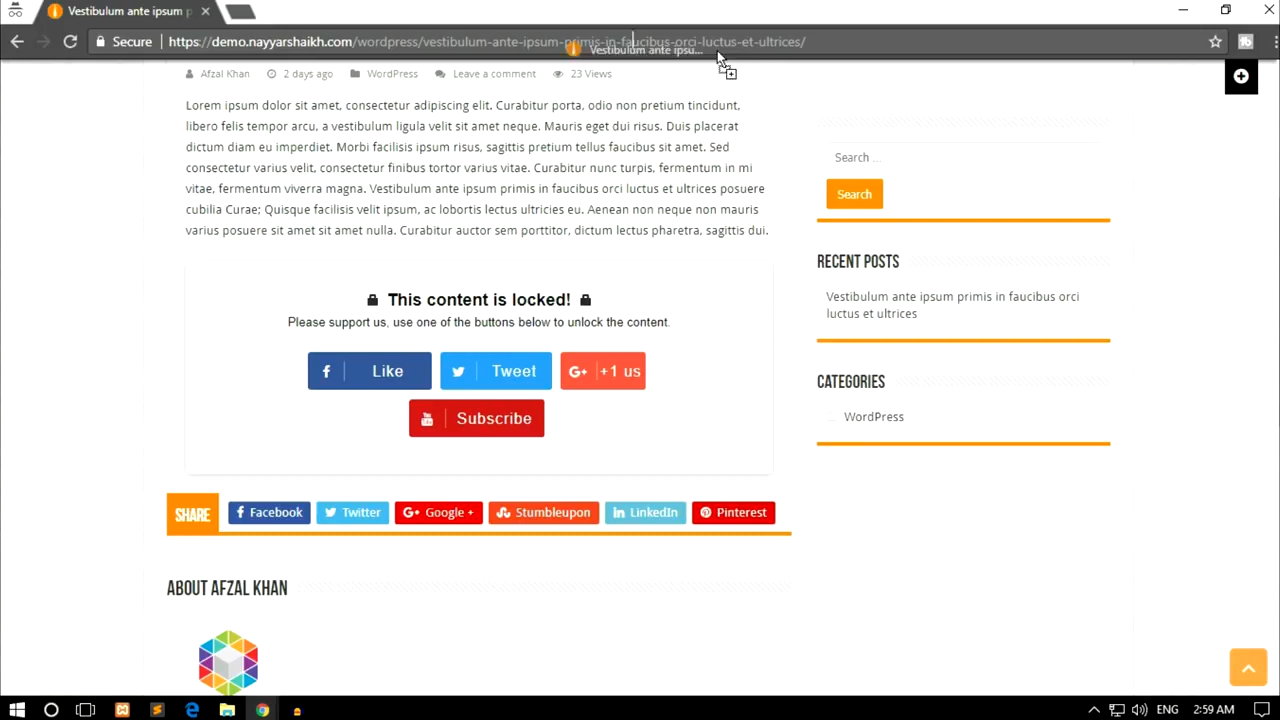 Vestibulum ante ipsum p
Secure https://demo.nayyarshaikh.com/wordpress/vestibulum-ante-ipsum-primis-in-faucibus-orci-luctus-et-ultrices/
Vestibulum ante ipsu...
Afzal Khan 2 days ago WordPress Leave a comment 23 Views
Lorem ipsum dolor sit amet, consectetur adipiscing elit. Curabitur porta, odio non pretium tincidunt,
libero felis tempor arcu, a vestibulum ligula velit sit amet neque. Mauris eget dui risus. Duis placerat
dictum diam eu imperdiet. Morbi facilisis ipsum risus, sagittis pretium tellus faucibus sit amet. Sed
consectetur varius velit, consectetur finibus tortor varius vitae. Curabitur nunc turpis, fermentum in mi
vitae, fermentum viverra magna. Vestibulum ante ipsum primis in faucibus orci luctus et ultrices posuere
cubilia Curae; Quisque facilisis velit ipsum, ac lobortis lectus ultricies eu. Aenean non neque non mauris
varius posuere sit amet sit amet nulla. Curabitur auctor sem porttitor, dictum lectus pharetra, sagittis dui.
This content is locked!
Please support us, use one of the buttons below to unlock the content.
Like
Tweet
G+ +1 us
Subscribe
SHARE
Facebook
Twitter
G+ Google +
Stumbleupon
LinkedIn
Pinterest
ABOUT AFZAL KHAN
Search ...
Search
RECENT POSTS
Vestibulum ante ipsum primis in faucibus orci
luctus et ultrices
CATEGORIES
WordPress
ENG 2:59 AM